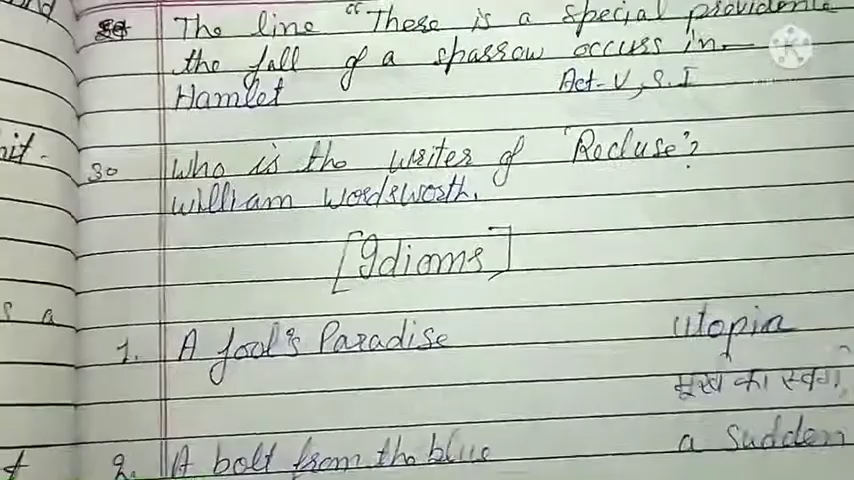 The line "There is a special providence
the fall of a sparrow occurs in—
Hamlet Act-V, S.I
30 Who is the writer of 'Recluse'?
William Wordsworth.
[Idioms]
s a
1. A fool's Paradise utopia
मूर्ख का स्वर्ग,
2. A bolt from the blue a sudden